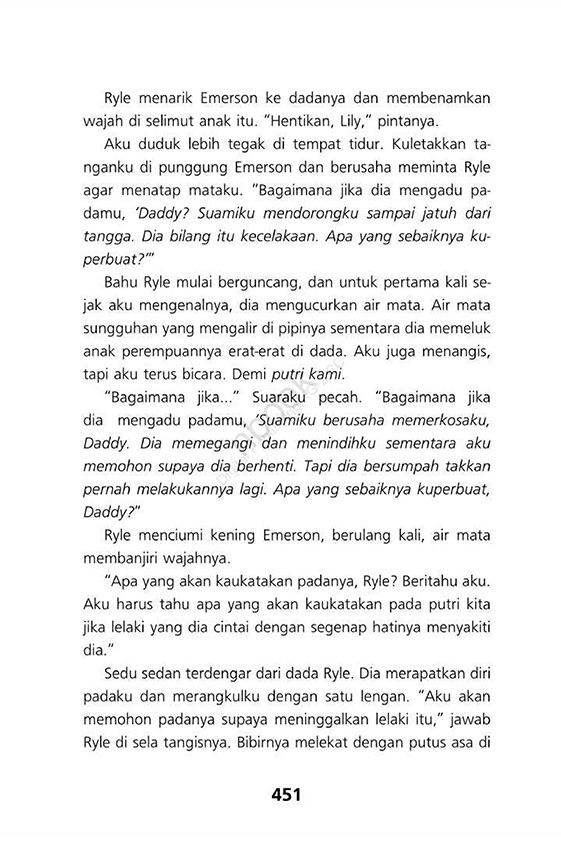 Ryle menarik Emerson ke dadanya dan membenamkan
wajah di selimut anak itu. “Hentikan, Lily,” pintanya.
Aku duduk lebih tegak di tempat tidur. Kuletakkan ta-
nganku di punggung Emerson dan berusaha meminta Ryle
agar menatap mataku. “Bagaimana jika dia mengadu pa-
damu, ‘Daddy? Suamiku mendorongku sampai jatuh dari
tangga. Dia bilang itu kecelakaan. Apa yang sebaiknya ku-
perbuat?’”
Bahu Ryle mulai berguncang, dan untuk pertama kali se-
jak aku mengenalnya, dia mengucurkan air mata. Air mata
sungguhan yang mengalir di pipinya sementara dia memeluk
anak perempuannya erat-erat di dada. Aku juga menangis,
tapi aku terus bicara. Demi putri kami.
“Bagaimana jika...” Suaraku pecah. “Bagaimana jika
dia mengadu padamu, ‘Suamiku berusaha memerkosaku,
Daddy. Dia memegangi dan menindihku sementara aku
memohon supaya dia berhenti. Tapi dia bersumpah takkan
pernah melakukannya lagi. Apa yang sebaiknya kuperbuat,
Daddy?”
Ryle menciumi kening Emerson, berulang kali, air mata
membanjiri wajahnya.
“Apa yang akan kaukatakan padanya, Ryle? Beritahu aku.
Aku harus tahu apa yang akan kaukatakan pada putri kita
jika lelaki yang dia cintai dengan segenap hatinya menyakiti
dia.”
Sedu sedan terdengar dari dada Ryle. Dia merapatkan diri
padaku dan merangkulku dengan satu lengan. “Aku akan
memohon padanya supaya meninggalkan lelaki itu,” jawab
Ryle di sela tangisnya. Bibirnya melekat dengan putus asa di
451